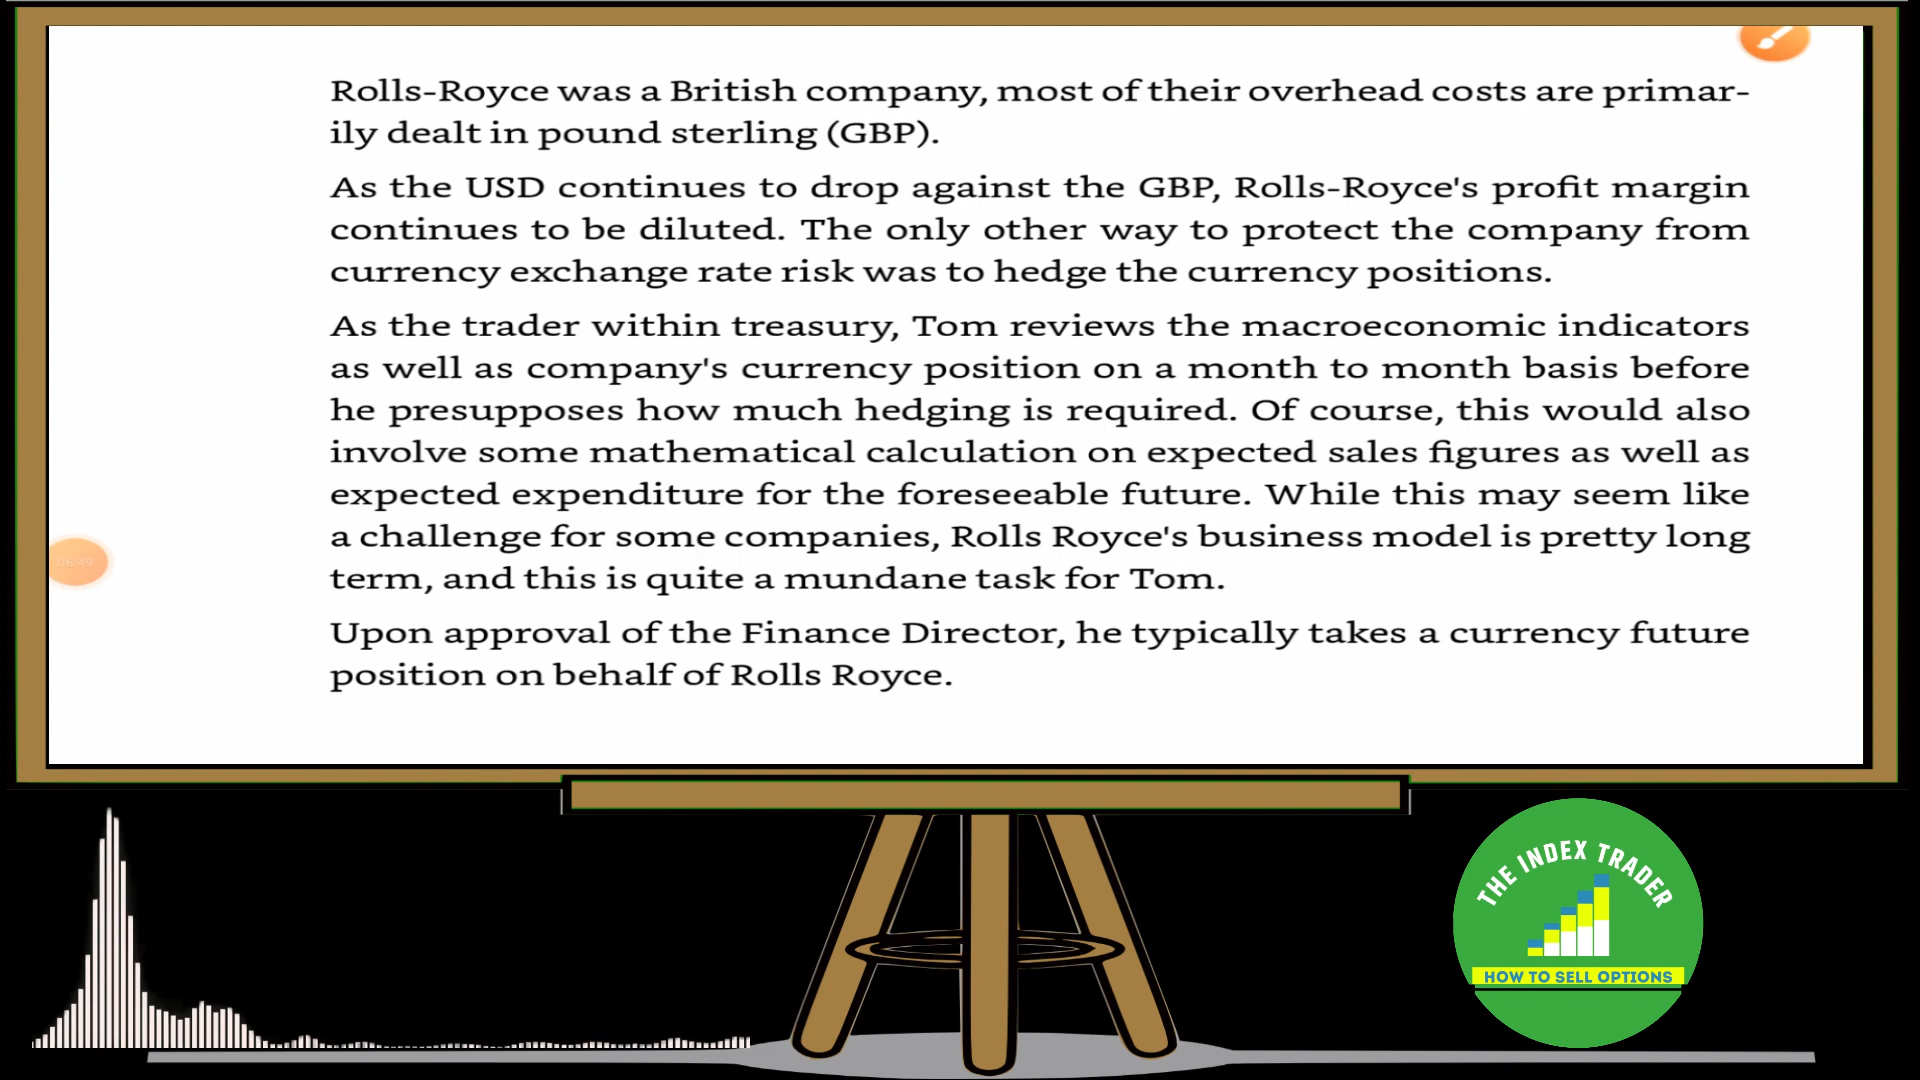 Rolls-Royce was a British company, most of their overhead costs are primar-
ily dealt in pound sterling (GBP).
As the USD continues to drop against the GBP, Rolls-Royce's profit margin
continues to be diluted. The only other way to protect the company from
currency exchange rate risk was to hedge the currency positions.
As the trader within treasury, Tom reviews the macroeconomic indicators
as well as company's currency position on a month to month basis before
he presupposes how much hedging is required. Of course, this would also
involve some mathematical calculation on expected sales figures as well as
expected expenditure for the foreseeable future. While this may seem like
a challenge for some companies, Rolls Royce's business model is pretty long
term, and this is quite a mundane task for Tom.
Upon approval of the Finance Director, he typically takes a currency future
position on behalf of Rolls Royce.
06:49
THE INDEX TRADER
HOW TO SELL OPTIONS